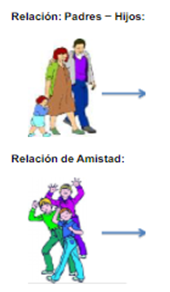 Relación: Padres – Hijos:
Relación de Amistad: